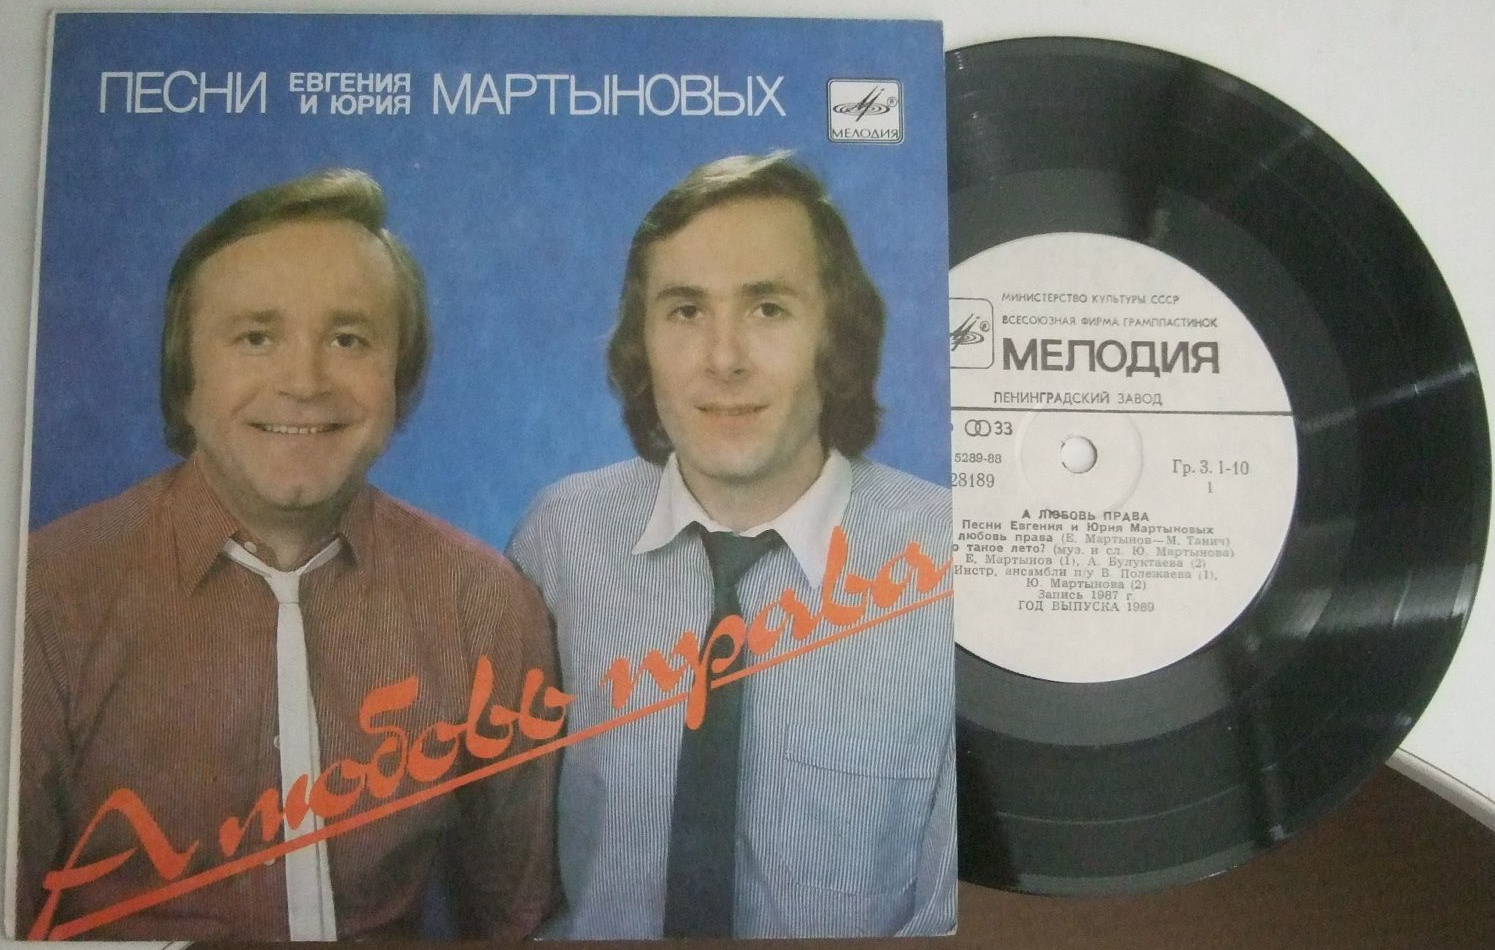 ПЕСНИ ЕВГЕНИЯ И ЮРИЯ МАРТЫНОВЫХ
МЕЛОДИЯ
А любовь права
МИНИСТЕРСТВО КУЛЬТУРЫ СССР
ВСЕСОЮЗНАЯ ФИРМА ГРАМПЛАСТИНОК
МЕЛОДИЯ
ЛЕНИНГРАДСКИЙ ЗАВОД
33
5289-88
28189
Гр. 3. 1-10
1
А ЛЮБОВЬ ПРАВА
Песни Евгения и Юрия Мартыновых
любовь права (Е. Мартынов—М. Танич)
о такое лето? (муз. и сл. Ю. Мартынова)
Е. Мартынов (1), А. Булуктаева (2)
Инстр. ансамбли п/у В. Полежаева (1),
Ю. Мартынова (2)
Запись 1987 г.
ГОД ВЫПУСКА 1989